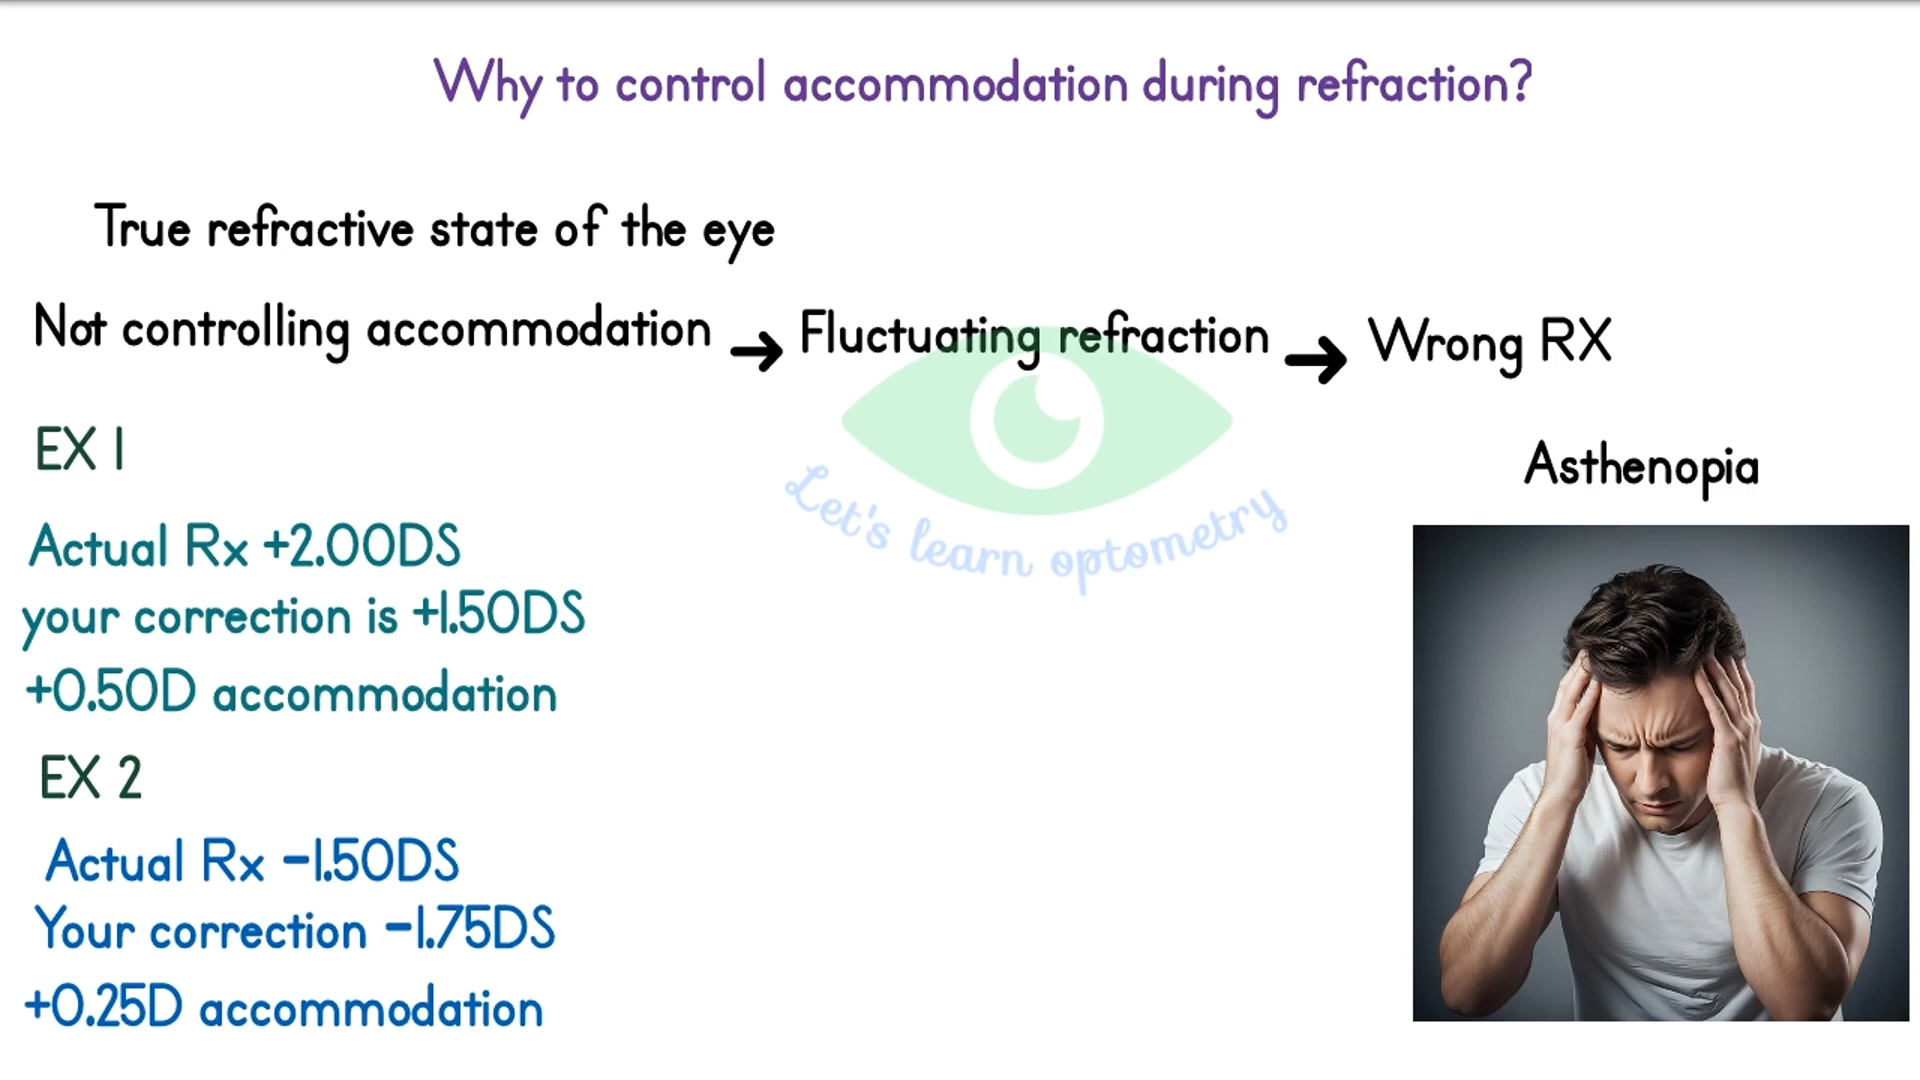 Why to control accommodation during refraction?
True refractive state of the eye
Not controlling accommodation → Fluctuating refraction → Wrong RX
Let's learn optometry
Asthenopia
EX 1
Actual Rx +2.00DS
your correction is +1.50DS
+0.50D accommodation
EX 2
Actual Rx -1.50DS
Your correction -1.75DS
+0.25D accommodation